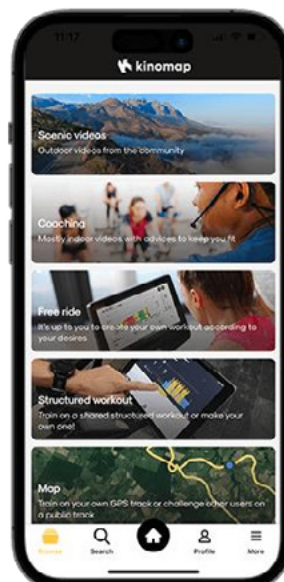 11:17
kinomap
Scenic videos
Outdoor videos from the community
Coaching
Mostly indoor videos with advices to keep you fit
Free ride
It's up to you to create your own workout according to
your desires
Structured workout
Train on a shared structured workout or make your
own one!
Map
Train on your own GPS track or challenge other users on
a public track
Browse
Search
Profile
More